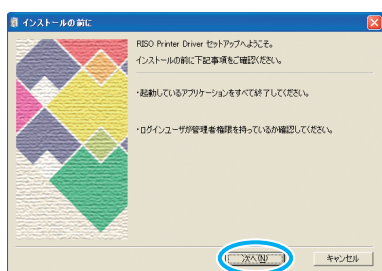 インストールの前に
RISO Printer Driver セットアップへようこそ。
インストールの前に下記事項をご確認ください。
・起動しているアプリケーションをすべて終了してください。
・ログインユーザが管理者権限を持っているか確認してください。
次へ(N)
キャンセル